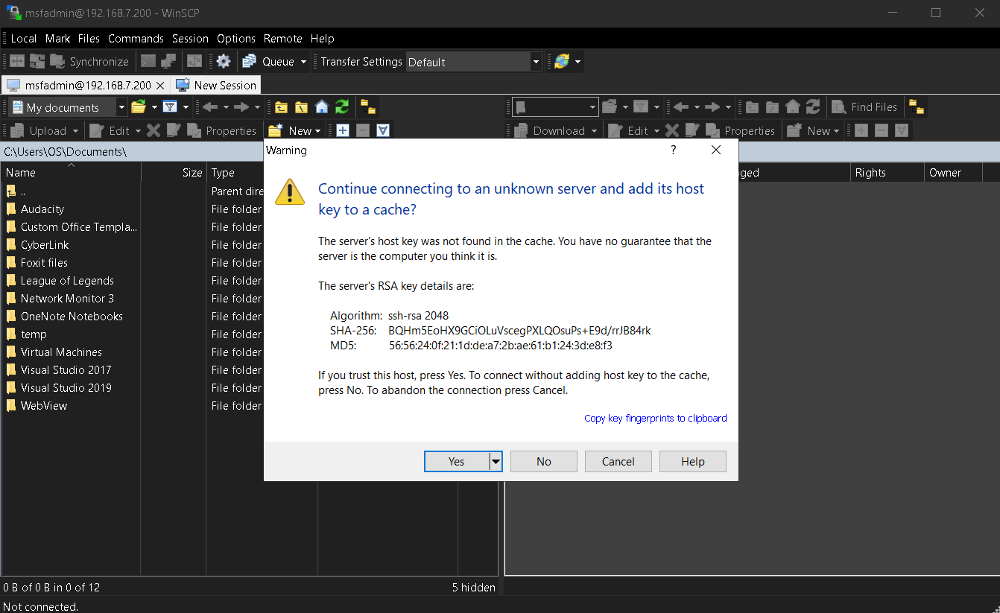 msfadmin@192.168.7.200 - WinSCP
Local Mark Files Commands Session Options Remote Help
Synchronize Queue Transfer Settings Default
msfadmin@192.168.7.200 New Session
My documents Find Files
Upload Edit Properties New Download Edit Properties New
C:\Users\OS\Documents\
Name Size Type ged Rights Owner
.. Parent dire
Audacity File folder
Custom Office Templa... File folder
CyberLink File folder
Foxit files File folder
League of Legends File folder
Network Monitor 3 File folder
OneNote Notebooks File folder
temp File folder
Virtual Machines File folder
Visual Studio 2017 File folder
Visual Studio 2019 File folder
WebView File folder
Warning ?
Continue connecting to an unknown server and add its host
key to a cache?
The server's host key was not found in the cache. You have no guarantee that the
server is the computer you think it is.
The server's RSA key details are:
Algorithm: ssh-rsa 2048
SHA-256: BQHm5EoHX9GCiOLuVscegPXLQOsuPs+E9d/rrJB84rk
MD5: 56:56:24:0f:21:1d:de:a7:2b:ae:61:b1:24:3d:e8:f3
If you trust this host, press Yes. To connect without adding host key to the cache,
press No. To abandon the connection press Cancel.
Copy key fingerprints to clipboard
Yes No Cancel Help
0 B of 0 B in 0 of 12 5 hidden
Not connected.